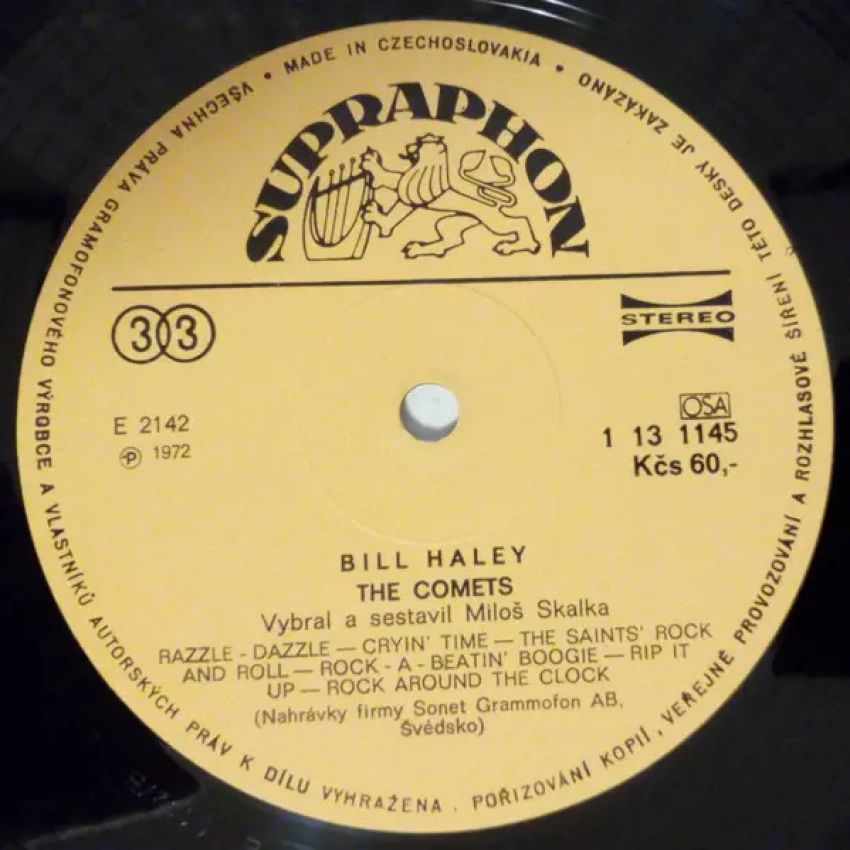 VŠECHNA PRÁVA GRAMOFONOVÉHO VÝROBCE A VLASTNÍKŮ AUTORSKÝCH PRÁV K DÍLU VYHRAŽENA . POŘIZOVÁNÍ KOPIÍ, VEŘEJNÉ PROVOZOVÁNÍ A ROZHLASOVÉ ŠÍŘENÍ TÉTO DESKY JE ZAKÁZÁNO • MADE IN CZECHOSLOVAKIA •
SUPRAPHON
33
STEREO
E 2142
Ⓟ 1972
OSA
1 13 1145
Kčs 60,-
BILL HALEY
THE COMETS
Vybral a sestavil Miloš Skalka
RAZZLE - DAZZLE — CRYIN' TIME — THE SAINTS' ROCK
AND ROLL — ROCK - A - BEATIN' BOOGIE — RIP IT
UP — ROCK AROUND THE CLOCK
(Nahrávky firmy Sonet Grammofon AB,
Švédsko)